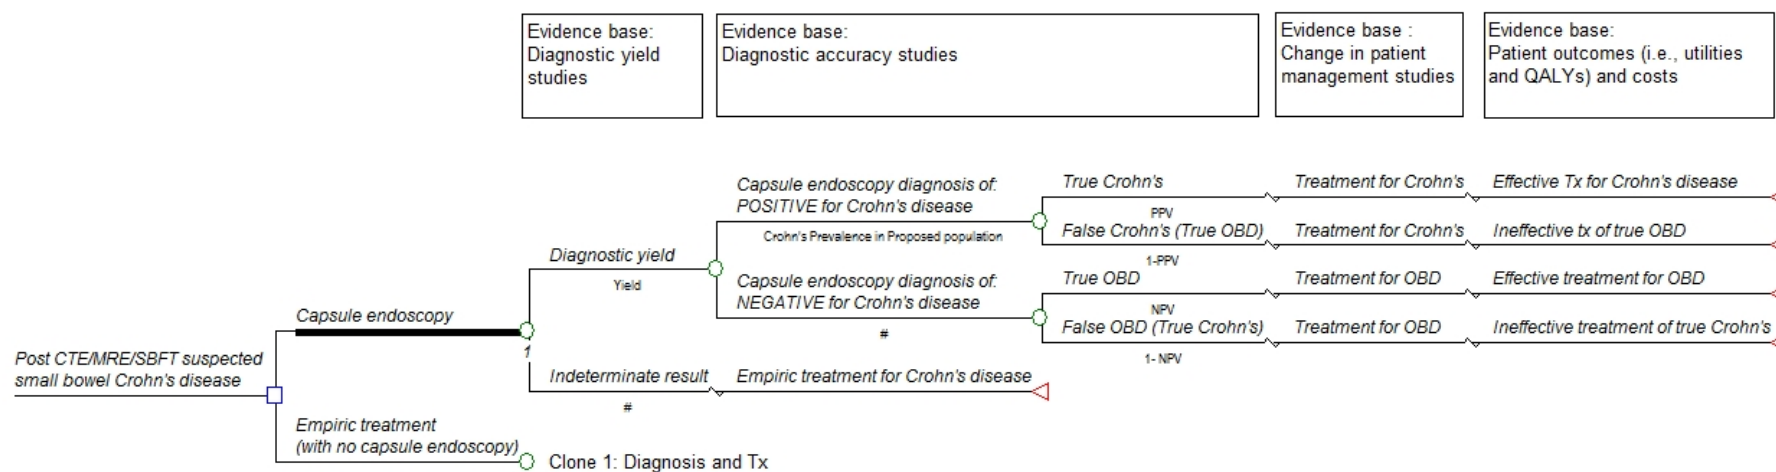 Evidence base:
Diagnostic yield
studies
Evidence base:
Diagnostic accuracy studies
Evidence base :
Change in patient
management studies
Evidence base:
Patient outcomes (i.e., utilities
and QALYs) and costs
Post CTE/MRE/SBFT suspected
small bowel Crohn's disease
Capsule endoscopy
1
Diagnostic yield
Yield
Capsule endoscopy diagnosis of:
POSITIVE for Crohn's disease
Crohn's Prevalence in Proposed population
True Crohn's
PPV
Treatment for Crohn's
Effective Tx for Crohn's disease
False Crohn's (True OBD)
1-PPV
Treatment for Crohn's
Ineffective tx of true OBD
Capsule endoscopy diagnosis of:
NEGATIVE for Crohn's disease
#
True OBD
NPV
Treatment for OBD
Effective treatment for OBD
False OBD (True Crohn's)
1- NPV
Treatment for OBD
Ineffective treatment of true Crohn's
Indeterminate result
#
Empiric treatment for Crohn's disease
Empiric treatment
(with no capsule endoscopy)
Clone 1: Diagnosis and Tx